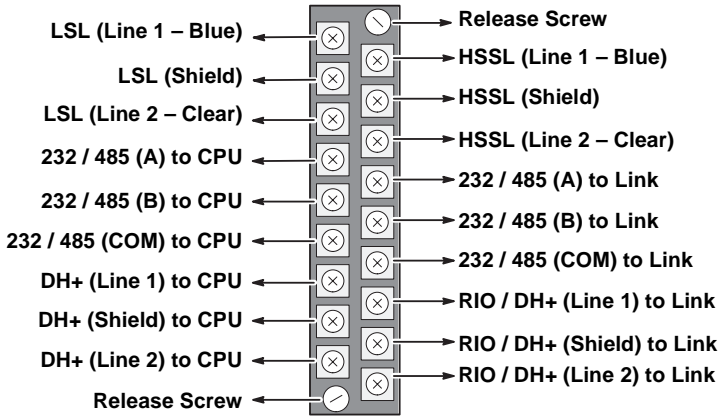 LSL (Line 1 – Blue)
LSL (Shield)
LSL (Line 2 – Clear)
232 / 485 (A) to CPU
232 / 485 (B) to CPU
232 / 485 (COM) to CPU
DH+ (Line 1) to CPU
DH+ (Shield) to CPU
DH+ (Line 2) to CPU
Release Screw
Release Screw
HSSL (Line 1 – Blue)
HSSL (Shield)
HSSL (Line 2 – Clear)
232 / 485 (A) to Link
232 / 485 (B) to Link
232 / 485 (COM) to Link
RIO / DH+ (Line 1) to Link
RIO / DH+ (Shield) to Link
RIO / DH+ (Line 2) to Link